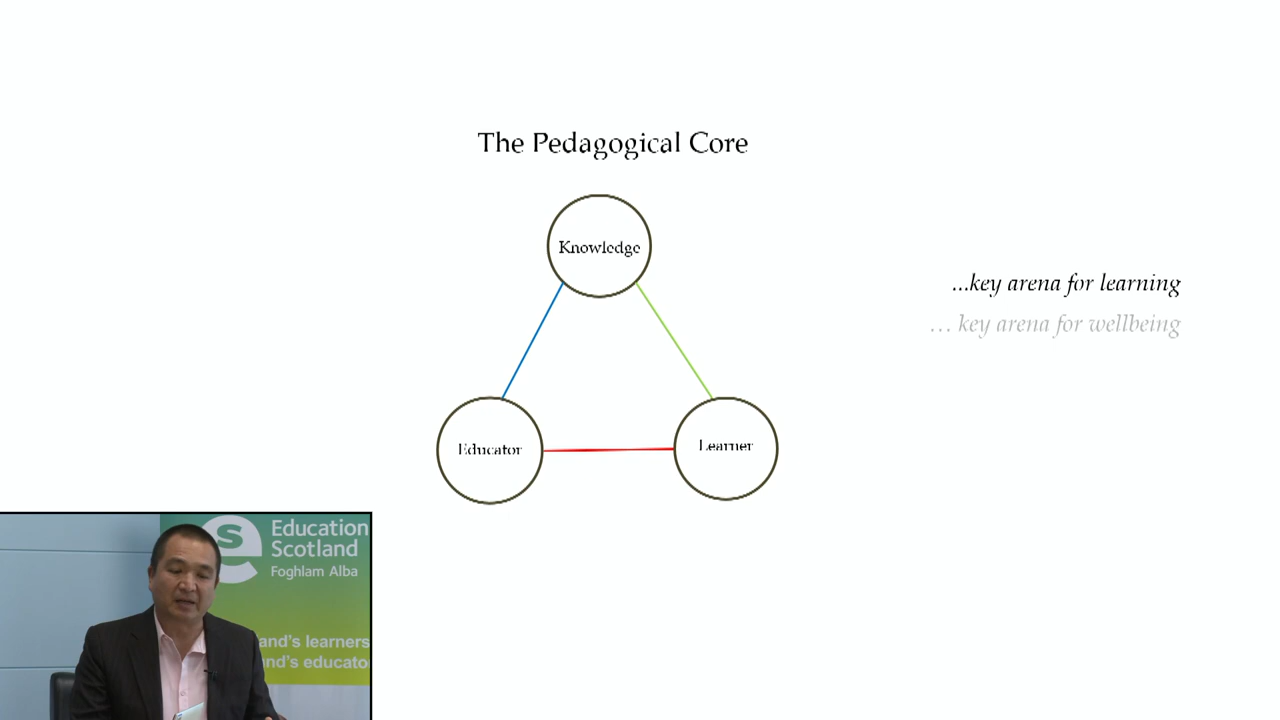 The Pedagogical Core
Knowledge
...key arena for learning
... key arena for wellbeing
Educator
Learner
Education
Scotland
Foghlam Alba
and's learners
nd's educato